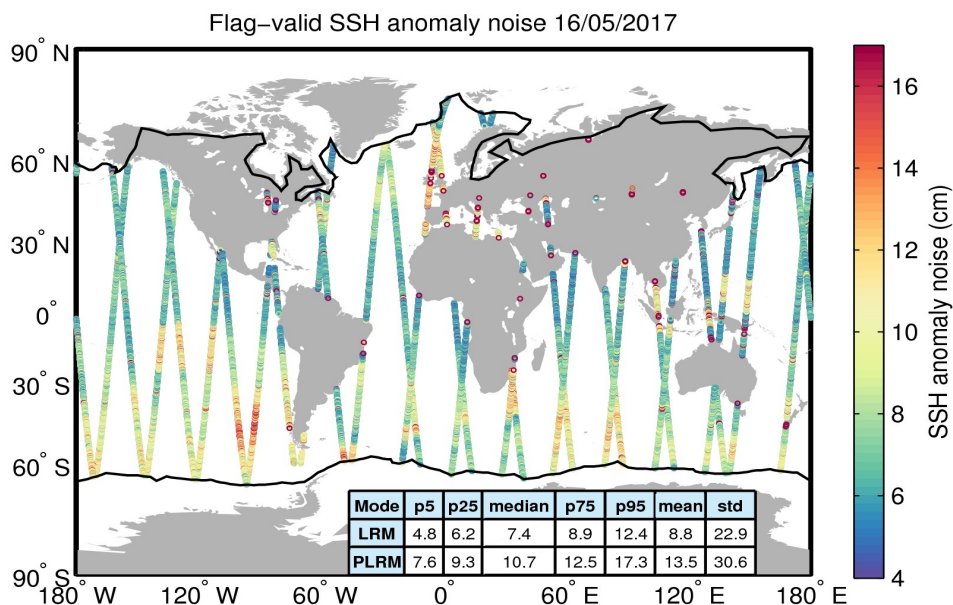 Flag−valid SSH anomaly noise 16/05/2017
90° N
60° N
30° N
0°
30° S
60° S
90° S
180° W
120° W
60° W
0°
60° E
120° E
180° E
Mode p5 p25 median p75 p95 mean std
LRM 4.8 6.2 7.4 8.9 12.4 8.8 22.9
PLRM 7.6 9.3 10.7 12.5 17.3 13.5 30.6
16
14
12
10
8
6
4
SSH anomaly noise (cm)